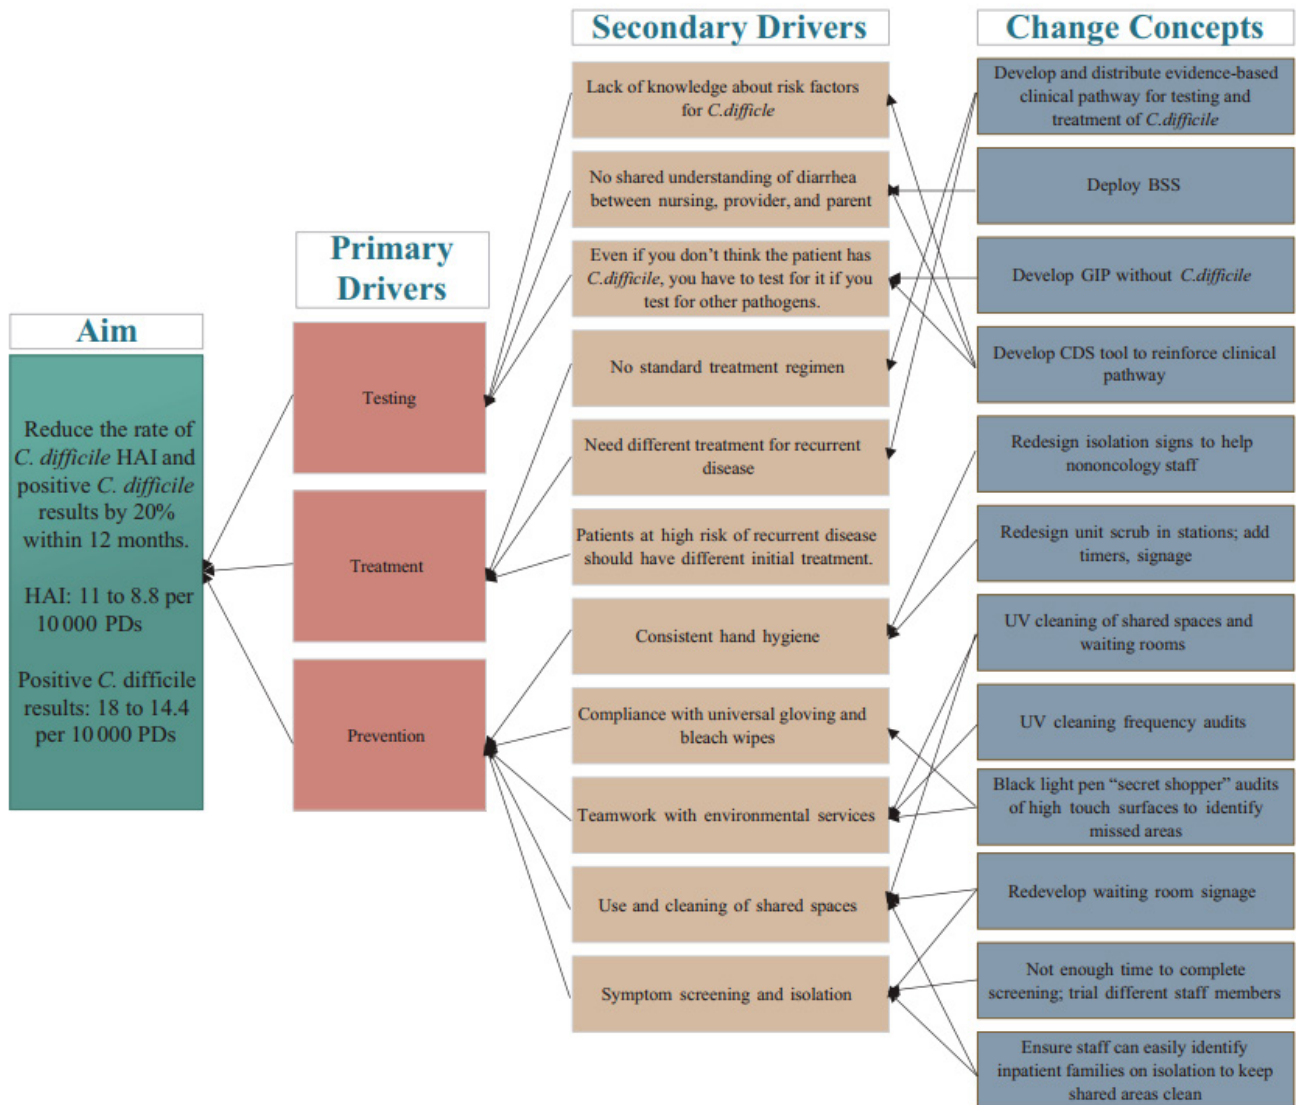 Aim
Reduce the rate of
C. difficile HAI and
positive C. difficile
results by 20%
within 12 months.
HAI: 11 to 8.8 per
10 000 PDs
Positive C. difficile
results: 18 to 14.4
per 10 000 PDs
Primary
Drivers
Testing
Treatment
Prevention
Secondary Drivers
Lack of knowledge about risk factors
for C.difficle
No shared understanding of diarrhea
between nursing, provider, and parent
Even if you don’t think the patient has
C.difficile, you have to test for it if you
test for other pathogens.
No standard treatment regimen
Need different treatment for recurrent
disease
Patients at high risk of recurrent disease
should have different initial treatment.
Consistent hand hygiene
Compliance with universal gloving and
bleach wipes
Teamwork with environmental services
Use and cleaning of shared spaces
Symptom screening and isolation
Change Concepts
Develop and distribute evidence-based
clinical pathway for testing and
treatment of C.difficile
Deploy BSS
Develop GIP without C.difficile
Develop CDS tool to reinforce clinical
pathway
Redesign isolation signs to help
nononcology staff
Redesign unit scrub in stations; add
timers, signage
UV cleaning of shared spaces and
waiting rooms
UV cleaning frequency audits
Black light pen “secret shopper” audits
of high touch surfaces to identify
missed areas
Redevelop waiting room signage
Not enough time to complete
screening; trial different staff members
Ensure staff can easily identify
inpatient families on isolation to keep
shared areas clean